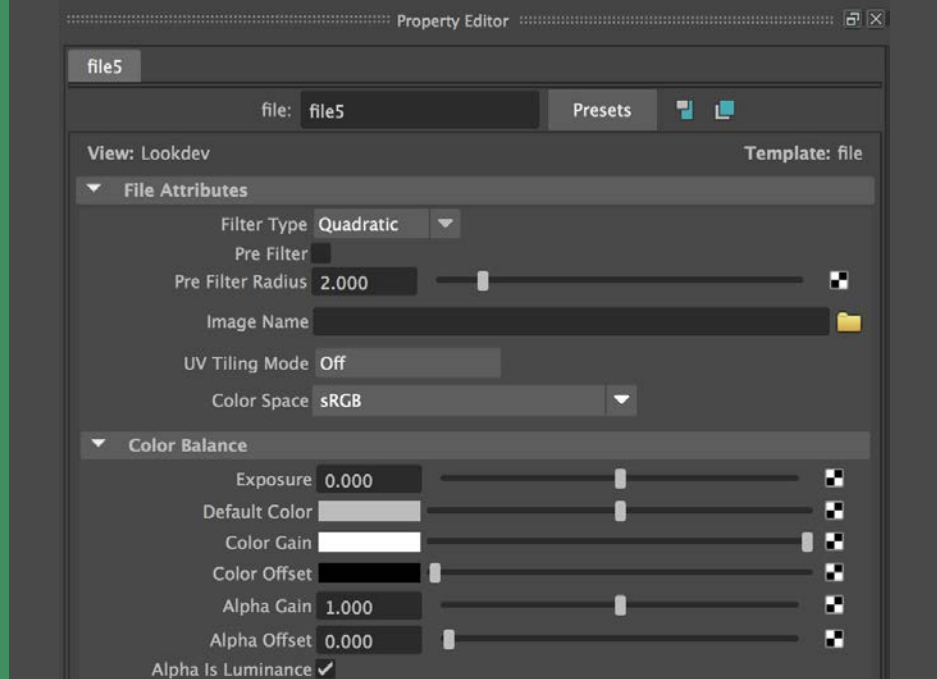 Property Editor
file5
file: file5 Presets
View: Lookdev Template: file
File Attributes
Filter Type Quadratic
Pre Filter
Pre Filter Radius 2.000
Image Name
UV Tiling Mode Off
Color Space sRGB
Color Balance
Exposure 0.000
Default Color
Color Gain
Color Offset
Alpha Gain 1.000
Alpha Offset 0.000
Alpha Is Luminance